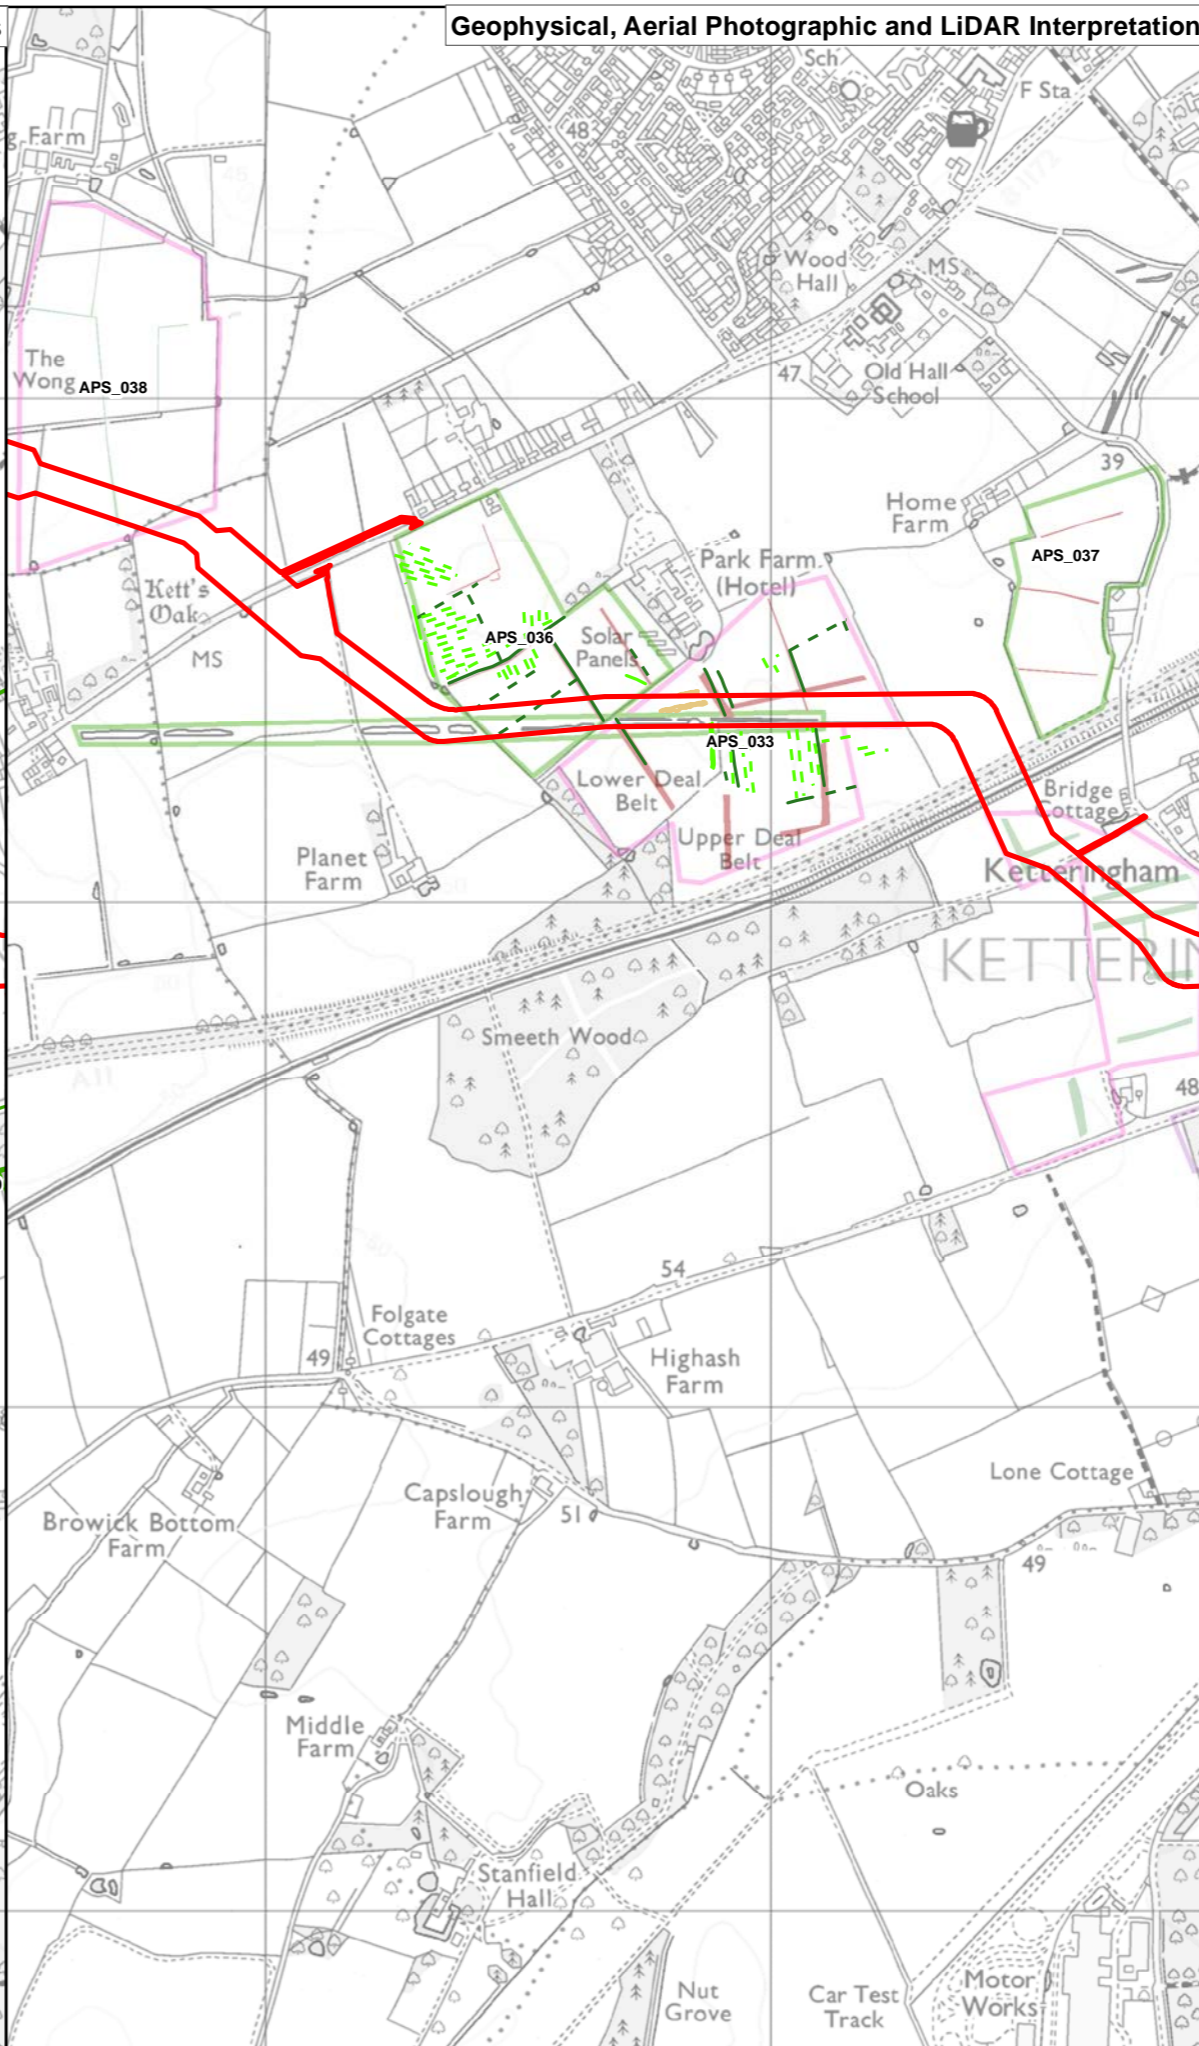 Geophysical, Aerial Photographic and LiDAR Interpretation
Sch
F Sta
48
g Farm
Wood
Hall
MS
The
Wong
APS_038
47
Old Hall
School
39
Home
Farm
APS_037
Park Farm
(Hotel)
Kett's
Oak
APS_036
Solar
Panels
MS
APS_033
Lower Deal
Belt
Bridge
Cottage
Upper Deal
Belt
Planet
Farm
Ketteringham
KETTERIN
Smeeth Wood
A11
48
54
Folgate
Cottages
49
Highash
Farm
Lone Cottage
Capslough
Farm
51
Browick Bottom
Farm
49
Middle
Farm
Oaks
Stanfield
Hall
Nut
Grove
Car Test
Track
Motor
Works